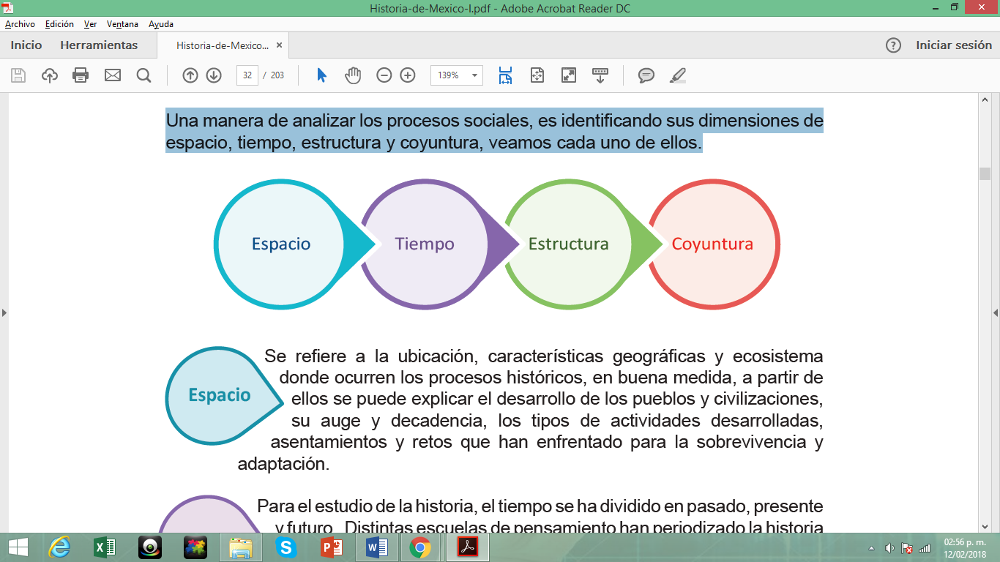 Historia-de-Mexico-I.pdf - Adobe Acrobat Reader DC
Archivo Edición Ver Ventana Ayuda
Inicio Herramientas Historia-de-Mexico... × ? Iniciar sesión
32 / 203 139%
Una manera de analizar los procesos sociales, es identificando sus dimensiones de
espacio, tiempo, estructura y coyuntura, veamos cada uno de ellos.
Espacio Tiempo Estructura Coyuntura
Espacio
Se refiere a la ubicación, características geográficas y ecosistema
donde ocurren los procesos históricos, en buena medida, a partir de
ellos se puede explicar el desarrollo de los pueblos y civilizaciones,
su auge y decadencia, los tipos de actividades desarrolladas,
asentamientos y retos que han enfrentado para la sobrevivencia y
adaptación.
Para el estudio de la historia, el tiempo se ha dividido en pasado, presente
y futuro. Distintas escuelas de pensamiento han periodizado la historia
02:56 p. m.
12/02/2018